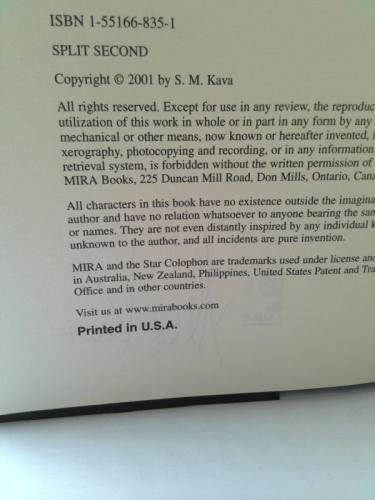 ISBN 1-55166-835-1
SPLIT SECOND
Copyright © 2001 by S. M. Kava
All rights reserved. Except for use in any review, the
utilization of this work in whole or in part in any form by any
mechanical or other means, now known or hereafter invented,
xerography, photocopying and recording, or in any information
retrieval system, is forbidden without the written permission of
MIRA Books, 225 Duncan Mill Road, Don Mills, Ontario,
All characters in this book have no existence outside the
author and have no relation whatsoever to anyone bearing the
or names. They are not even distantly inspired by any individual
unknown to the author, and all incidents are pure invention.
MIRA and the Star Colophon are trademarks used under license and
in Australia, New Zealand, Philippines, United States Patent and
Office and in other countries.
Visit us at www.mirabooks.com
Printed in U.S.A.